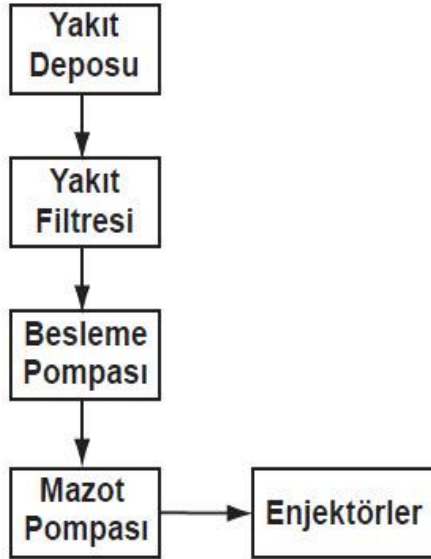 Yakıt
Deposu
Yakıt
Filtresi
Besleme
Pompası
Mazot
Pompası
Enjektörler